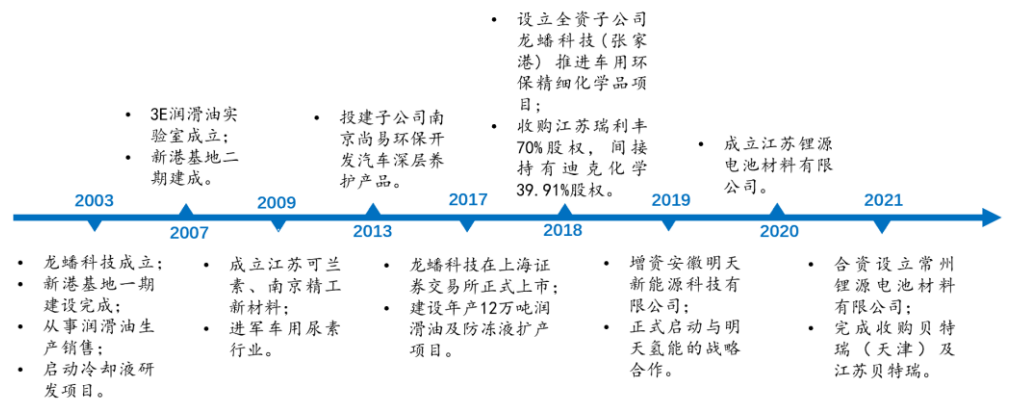 • 设立全资子公司
龙蟠科技(张家
港) 推进车用环
保精细化学品项
目;
• 收购江苏瑞利丰
70%股权, 间接
持有迪克化学
39.91%股权。
• 3E润滑油实
验室成立;
• 新港基地二
期建成。
• 投建子公司南
京尚易环保开
发汽车深层养
护产品。
• 成立江苏锂源
电池材料有限
公司。
2003
2007
2009
2013
2017
2018
2019
2020
2021
• 龙蟠科技成立;
• 新港基地一期
建设完成;
• 从事润滑油生
产销售;
• 启动冷却液研
发项目。
• 成立江苏可兰
素、南京精工
新材料;
• 进军车用尿素
行业。
• 龙蟠科技在上海证
券交易所正式上市;
• 建设年产12万吨润
滑油及防冻液扩产
项目。
• 增资安徽明天
新能源科技有
限公司;
• 正式启动与明
天氢能的战略
合作。
• 合资设立常州
锂源电池材料
有限公司;
• 完成收购贝特
瑞（天津）及
江苏贝特瑞。